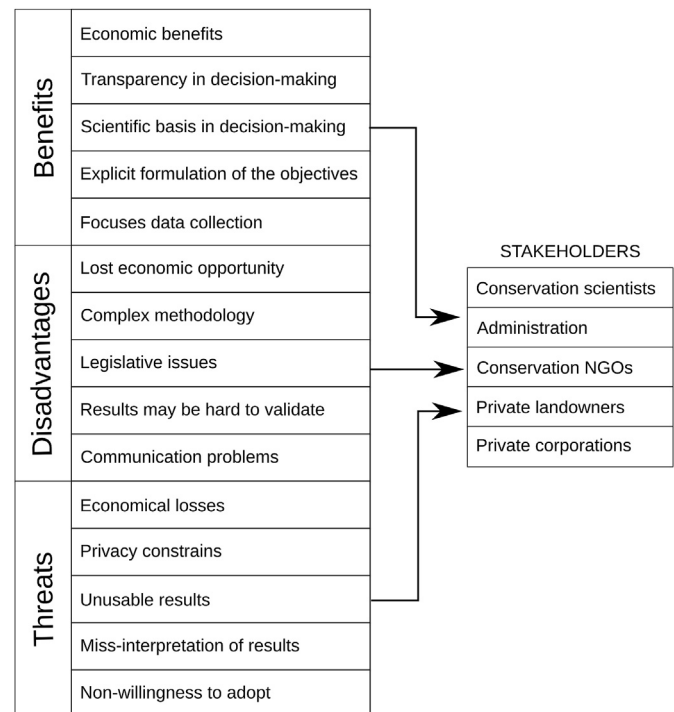 Benefits
Economic benefits
Transparency in decision-making
Scientific basis in decision-making
Explicit formulation of the objectives
Focuses data collection
Disadvantages
Lost economic opportunity
Complex methodology
Legislative issues
Results may be hard to validate
Communication problems
Threats
Economical losses
Privacy constrains
Unusable results
Miss-interpretation of results
Non-willingness to adopt
STAKEHOLDERS
Conservation scientists
Administration
Conservation NGOs
Private landowners
Private corporations